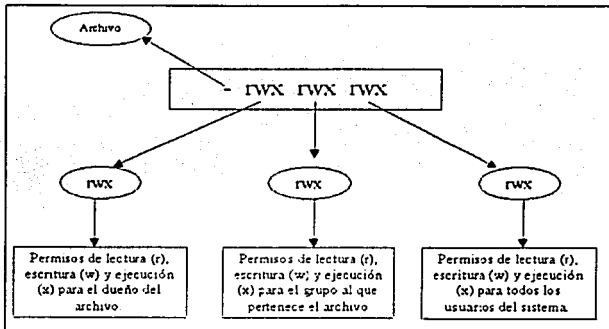 Archivo
- rwx rwx rwx
rwx
rwx
rwx
Permisos de lectura (r),
escritura (w) y ejecución
(x) para el dueño del
archivo
Permisos de lectura (r),
escritura (w) y ejecución
(x) para el grupo al que
pertenece el archivo
Permisos de lectura (r),
escritura (w) y ejecución
(x) para todos los
usuarios del sistema